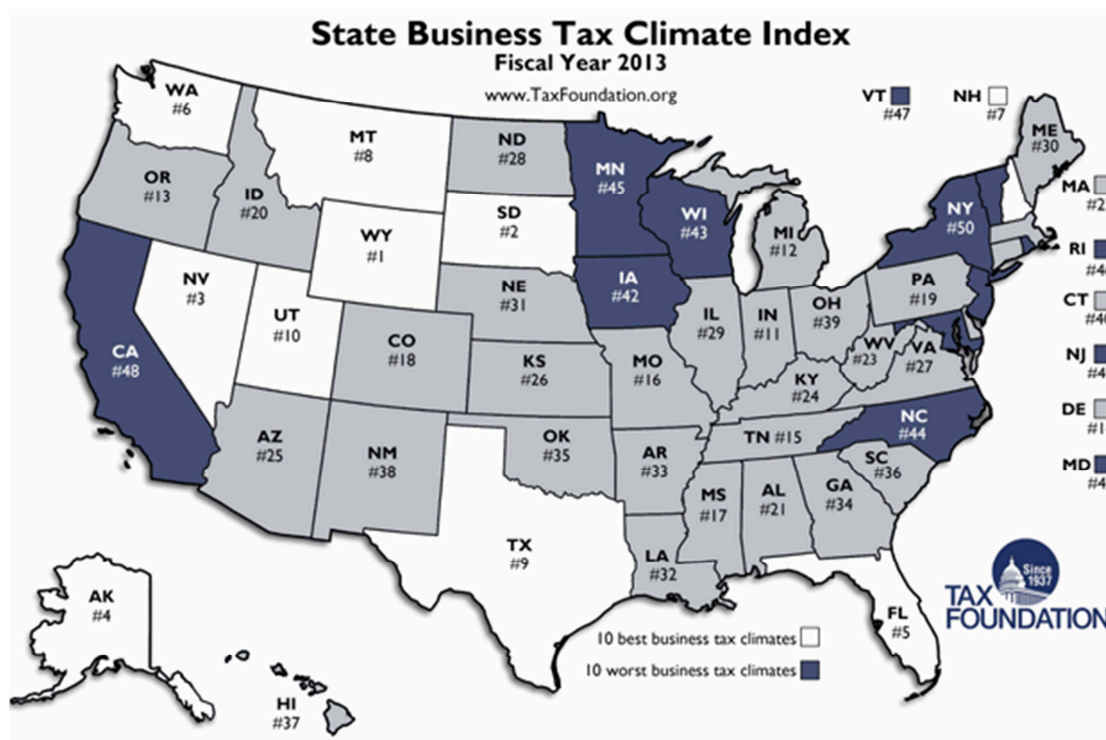 State Business Tax Climate Index
Fiscal Year 2013
www.TaxFoundation.org
VT
#47
NH
#7
WA
#6
MT
#8
ND
#28
MN
#45
ME
#30
OR
#13
ID
#20
SD
#2
WI
#43
MI
#12
NY
#50
MA
RI
WY
#1
NV
#3
UT
#10
NE
#31
IA
#42
PA
#19
CT
CA
#48
CO
#18
KS
#26
MO
#16
IL
#29
IN
#11
OH
#39
WV
#23
VA
#27
NJ
KY
#24
DE
AZ
#25
NM
#38
OK
#35
AR
#33
TN #15
NC
#44
SC
#36
MD
MS
#17
AL
#21
GA
#34
TX
#9
LA
#32
FL
#5
AK
#4
HI
#37
10 best business tax climates
10 worst business tax climates
Since
1937
TAX
FOUNDATION